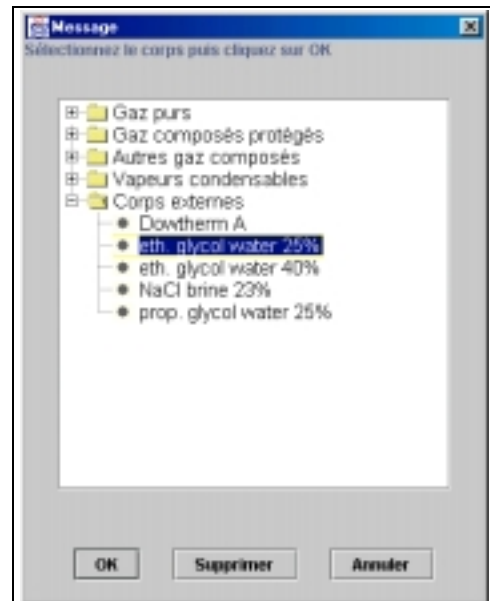 Message
Sélectionnez le corps puis cliquez sur OK
Gaz purs
Gaz composés protégés
Autres gaz composés
Vapeurs condensables
Corps externes
Dowtherm A
eth. glycol water 25%
eth. glycol water 40%
NaCl brine 23%
prop. glycol water 25%
OK Supprimer Annuler